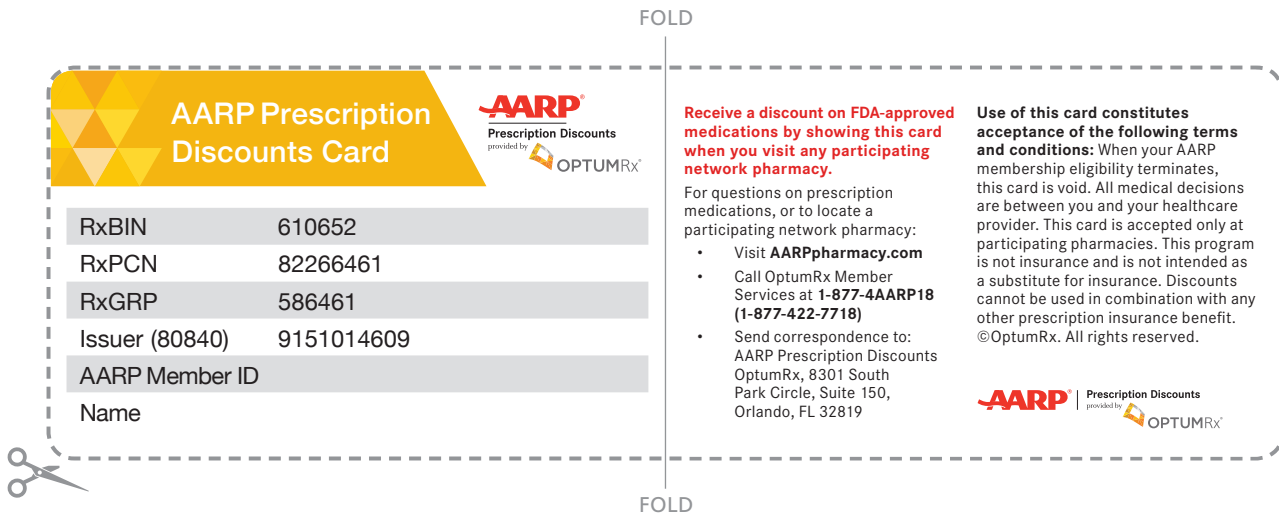 FOLD
AARP Prescription
Discounts Card
AARP®
Prescription Discounts
provided by
OPTUMRx®
RxBIN 610652
RxPCN 82266461
RxGRP 586461
Issuer (80840) 9151014609
AARP Member ID
Name
Receive a discount on FDA-approved
medications by showing this card
when you visit any participating
network pharmacy.
For questions on prescription
medications, or to locate a
participating network pharmacy:
• Visit AARPpharmacy.com
• Call OptumRx Member
Services at 1-877-4AARP18
(1-877-422-7718)
• Send correspondence to:
AARP Prescription Discounts
OptumRx, 8301 South
Park Circle, Suite 150,
Orlando, FL 32819
Use of this card constitutes
acceptance of the following terms
and conditions: When your AARP
membership eligibility terminates,
this card is void. All medical decisions
are between you and your healthcare
provider. This card is accepted only at
participating pharmacies. This program
is not insurance and is not intended as
a substitute for insurance. Discounts
cannot be used in combination with any
other prescription insurance benefit.
©OptumRx. All rights reserved.
AARP® Prescription Discounts
provided by
OPTUMRx®
FOLD